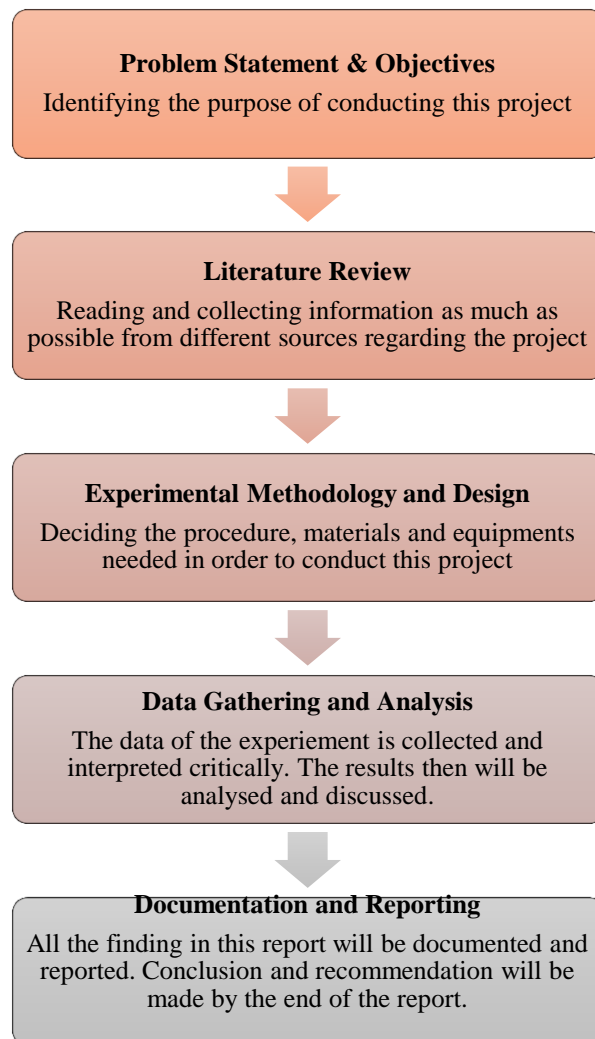 Problem Statement & Objectives
Identifying the purpose of conducting this project
Literature Review
Reading and collecting information as much as
possible from different sources regarding the project
Experimental Methodology and Design
Deciding the procedure, materials and equipments
needed in order to conduct this project
Data Gathering and Analysis
The data of the experiement is collected and
interpreted critically. The results then will be
analysed and discussed.
Documentation and Reporting
All the finding in this report will be documented and
reported. Conclusion and recommendation will be
made by the end of the report.